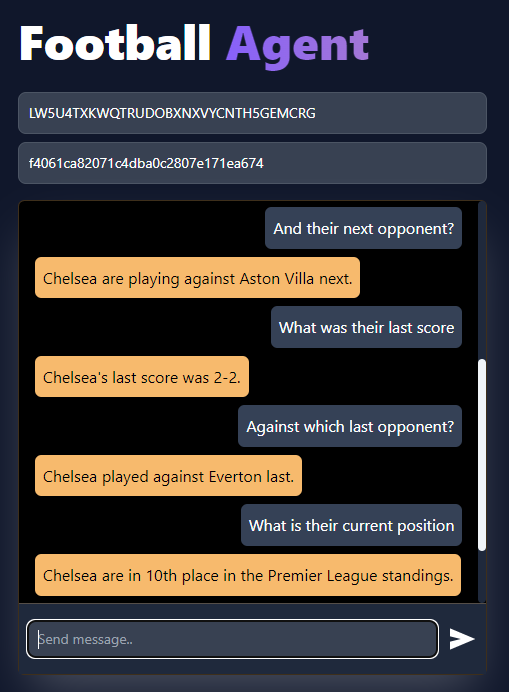 Football Agent
LW5U4TXKWQTRUDOBXNXVYCNTH5GEMCRG
f4061ca82071c4dba0c2807e171ea674
And their next opponent?
Chelsea are playing against Aston Villa next.
What was their last score
Chelsea's last score was 2-2.
Against which last opponent?
Chelsea played against Everton last.
What is their current position
Chelsea are in 10th place in the Premier League standings.
Send message..